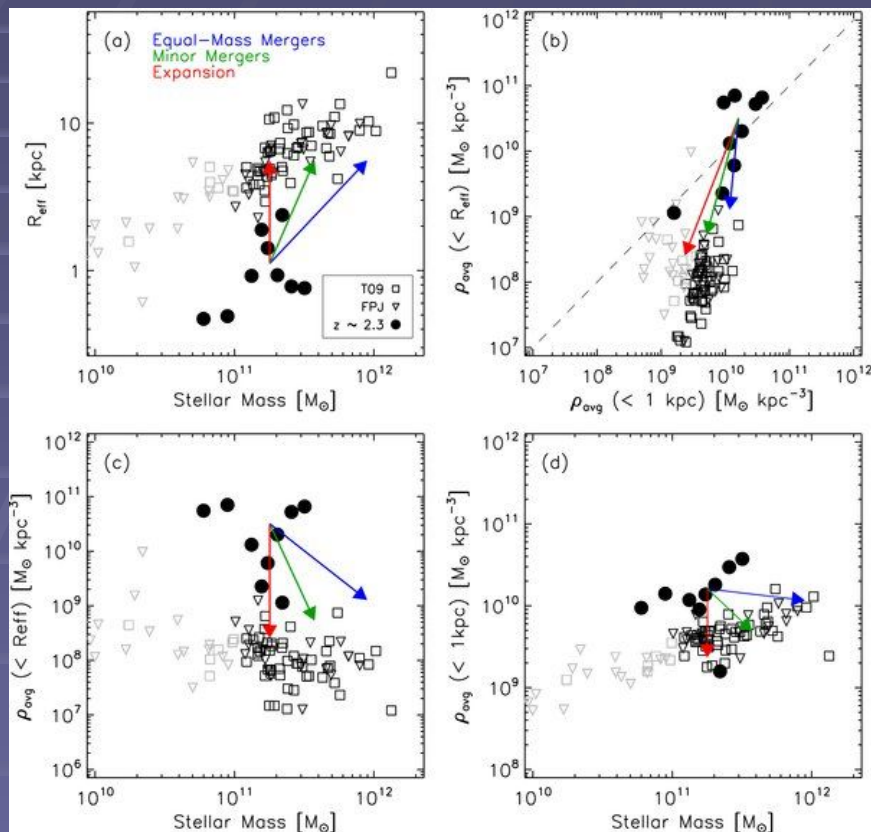 (a)
Equal-Mass Mergers
Minor Mergers
Expansion
10
1
R_eff [kpc]
T09
FPJ
z ~ 2.3
10^10 10^11 10^12
Stellar Mass [M_⊙]
(b)
10^12
10^11
10^10
10^9
10^8
10^7
ρ_avg (< R_eff) [M_⊙ kpc^-3]
10^7 10^8 10^9 10^10 10^11 10^12
ρ_avg (< 1 kpc) [M_⊙ kpc^-3]
(c)
10^12
10^11
10^10
10^9
10^8
10^7
10^6
ρ_avg (< Reff) [M_⊙ kpc^-3]
10^10 10^11 10^12
Stellar Mass [M_⊙]
(d)
10^12
10^11
10^10
10^9
10^8
ρ_avg (< 1kpc) [M_⊙ kpc^-3]
10^10 10^11 10^12
Stellar Mass [M_⊙]